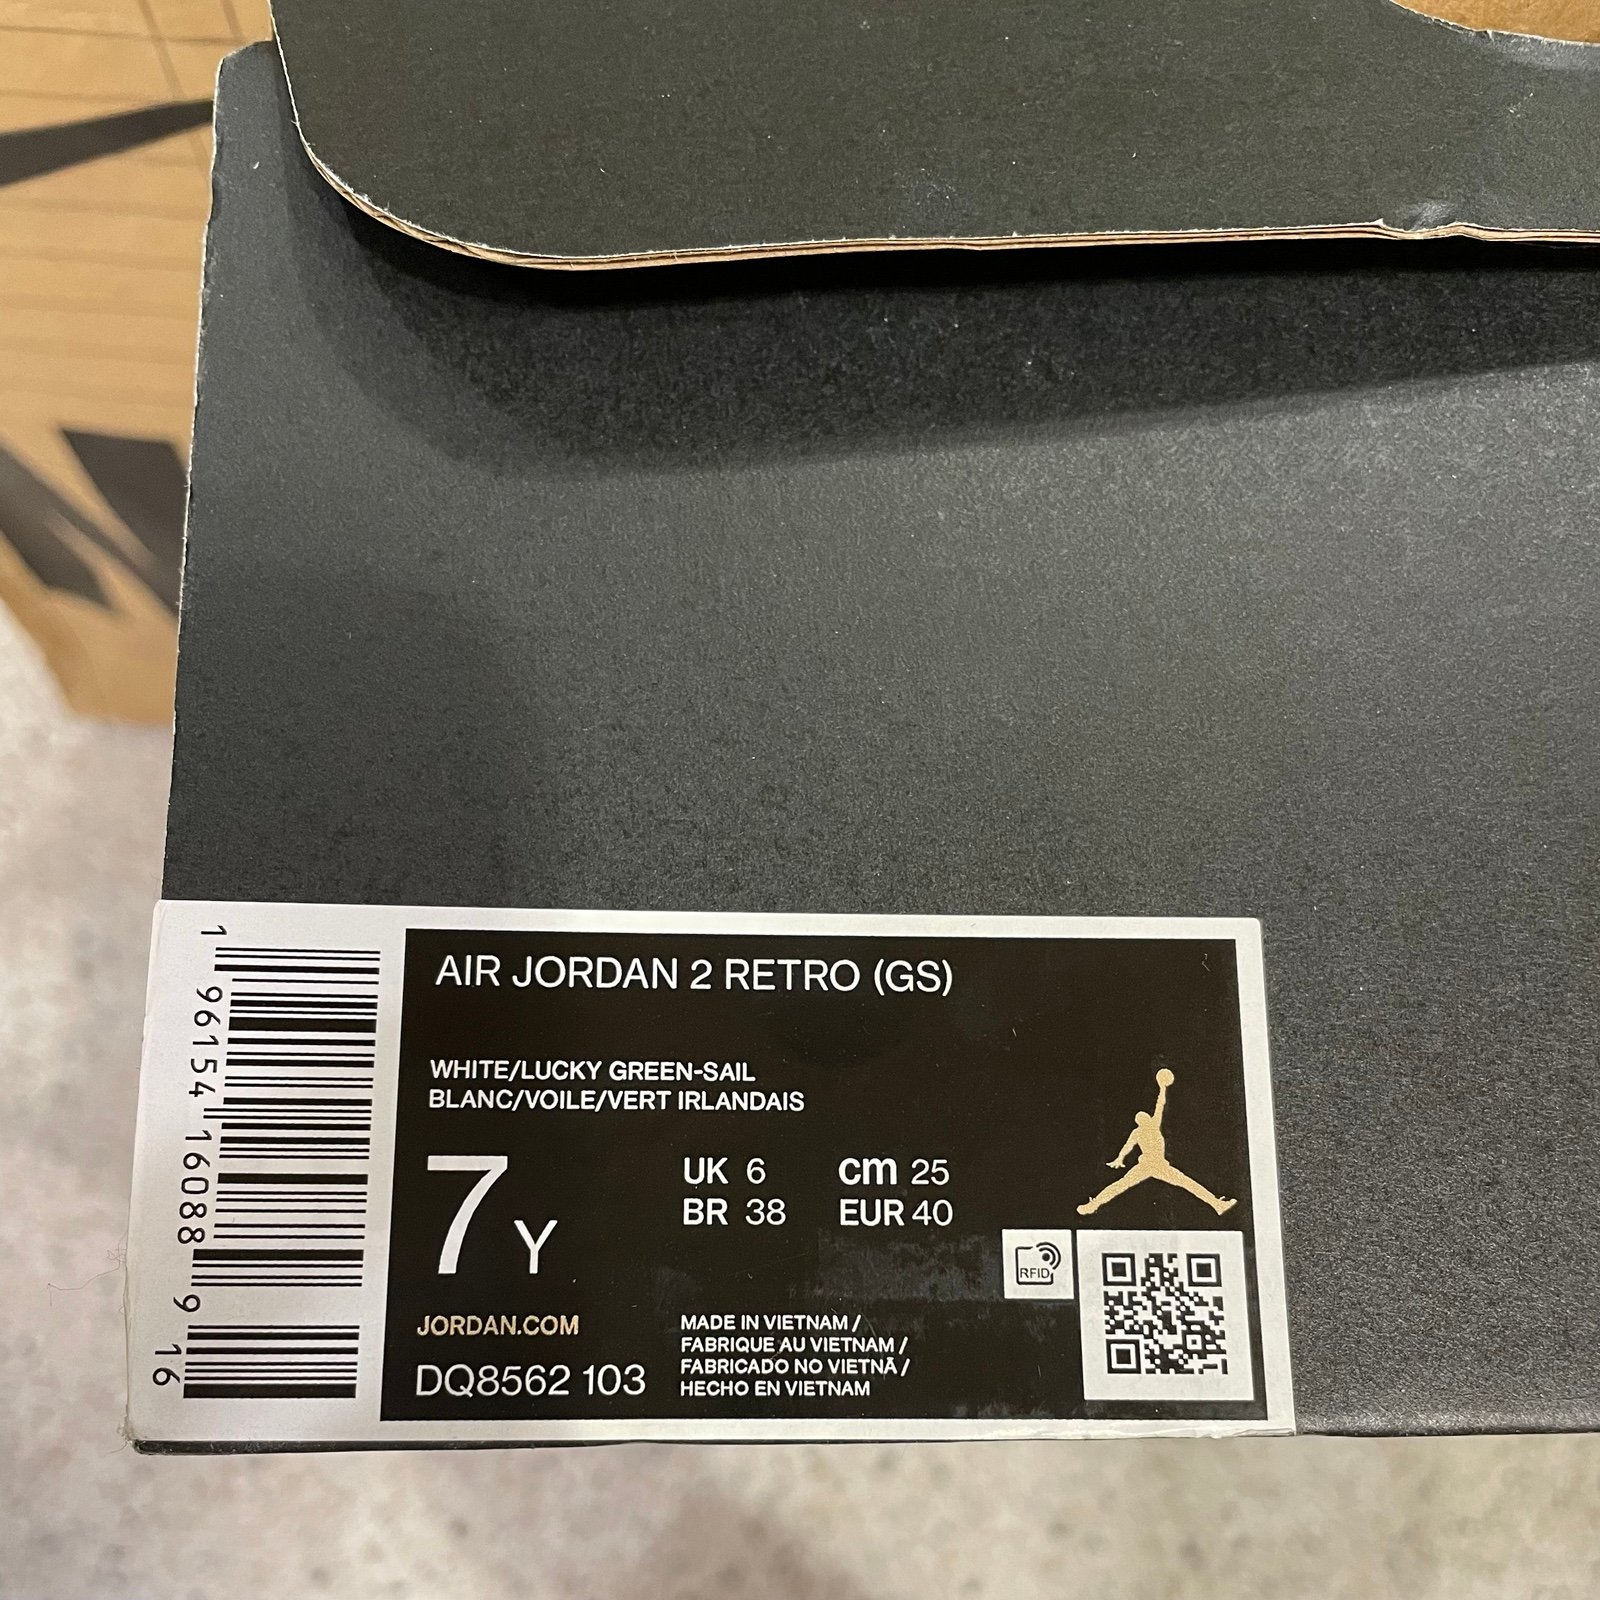 AIR JORDAN 2 RETRO (GS)
WHITE/LUCKY GREEN-SAIL
BLANC/VOILE/VERT IRLANDAIS
7Y
UK 6 cm 25
BR 38 EUR 40
RFID
JORDAN.COM
DQ8562 103
MADE IN VIETNAM /
FABRIQUE AU VIETNAM /
FABRICADO NO VIETNÃ /
HECHO EN VIETNAM
1 96154 16088 9 16